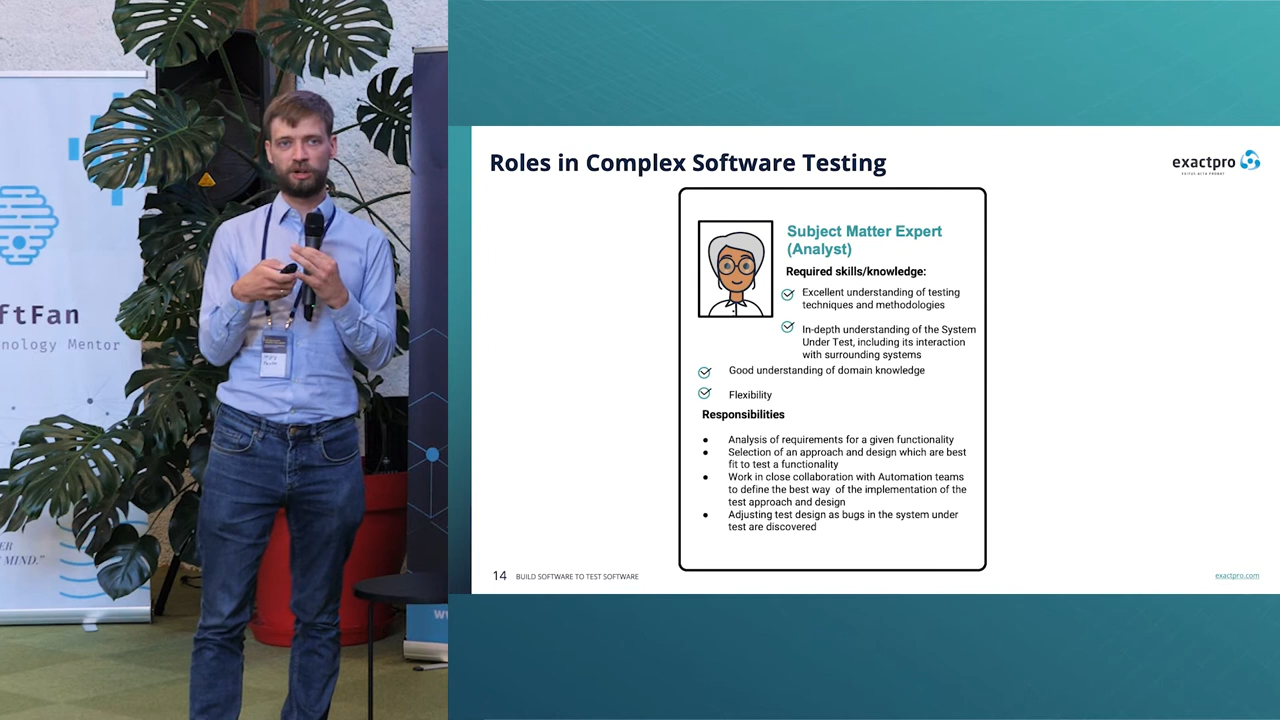 ftFan
nology Mentor
ER
MIND.”
W
Roles in Complex Software Testing
exactpro
EXITUS ACTA PROBAT
Subject Matter Expert
(Analyst)
Required skills/knowledge:
Excellent understanding of testing
techniques and methodologies
In-depth understanding of the System
Under Test, including its interaction
with surrounding systems
Good understanding of domain knowledge
Flexibility
Responsibilities
● Analysis of requirements for a given functionality
● Selection of an approach and design which are best
fit to test a functionality
● Work in close collaboration with Automation teams
to define the best way of the implementation of the
test approach and design
● Adjusting test design as bugs in the system under
test are discovered
14 BUILD SOFTWARE TO TEST SOFTWARE
exactpro.com